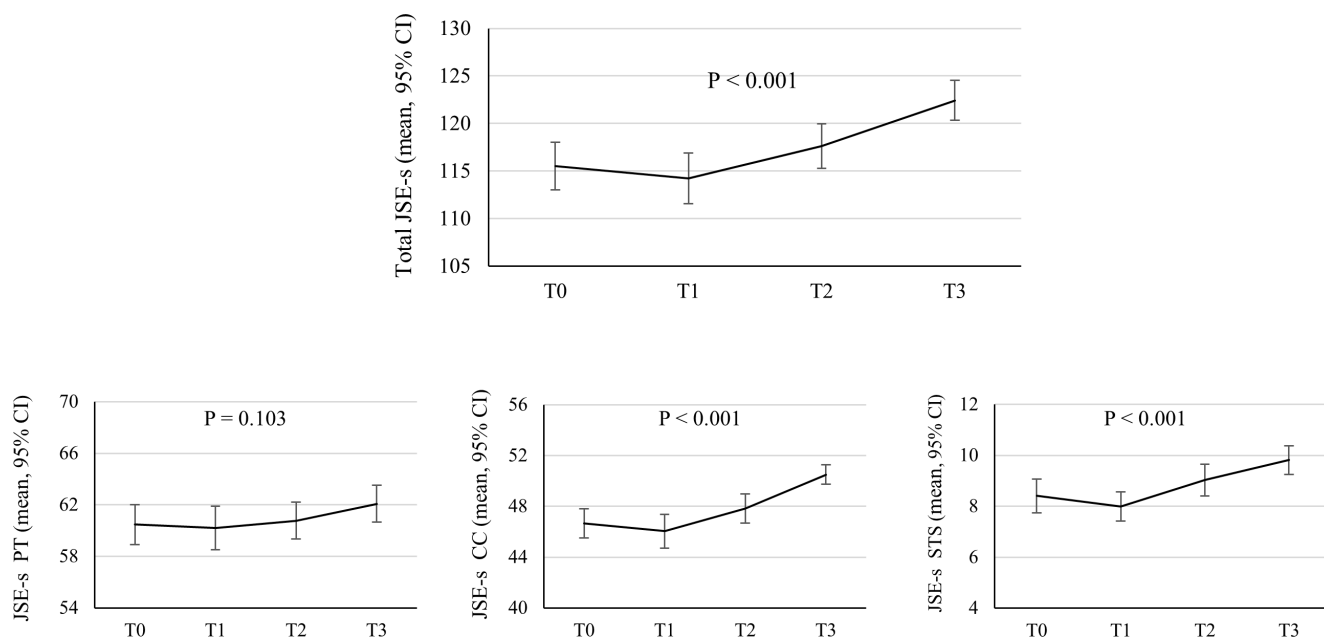 Total JSE-s (mean, 95% CI)
130
125
120
115
110
105
P < 0.001
T0 T1 T2 T3
JSE-s PT (mean, 95% CI)
70
66
62
58
54
P = 0.103
T0 T1 T2 T3
JSE-s CC (mean, 95% CI)
56
52
48
44
40
P < 0.001
T0 T1 T2 T3
JSE-s STS (mean, 95% CI)
12
10
8
6
4
P < 0.001
T0 T1 T2 T3